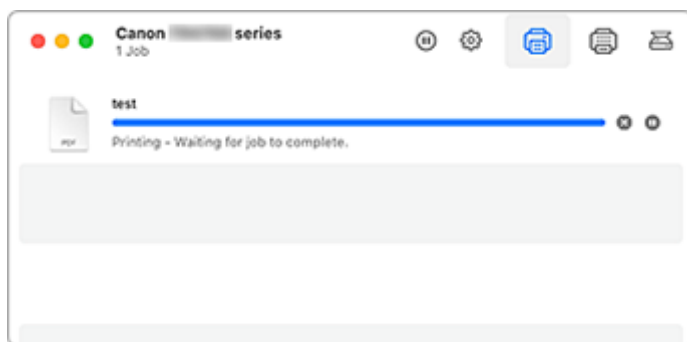 Canon series
1 Job
test
PDF
Printing - Waiting for job to complete.